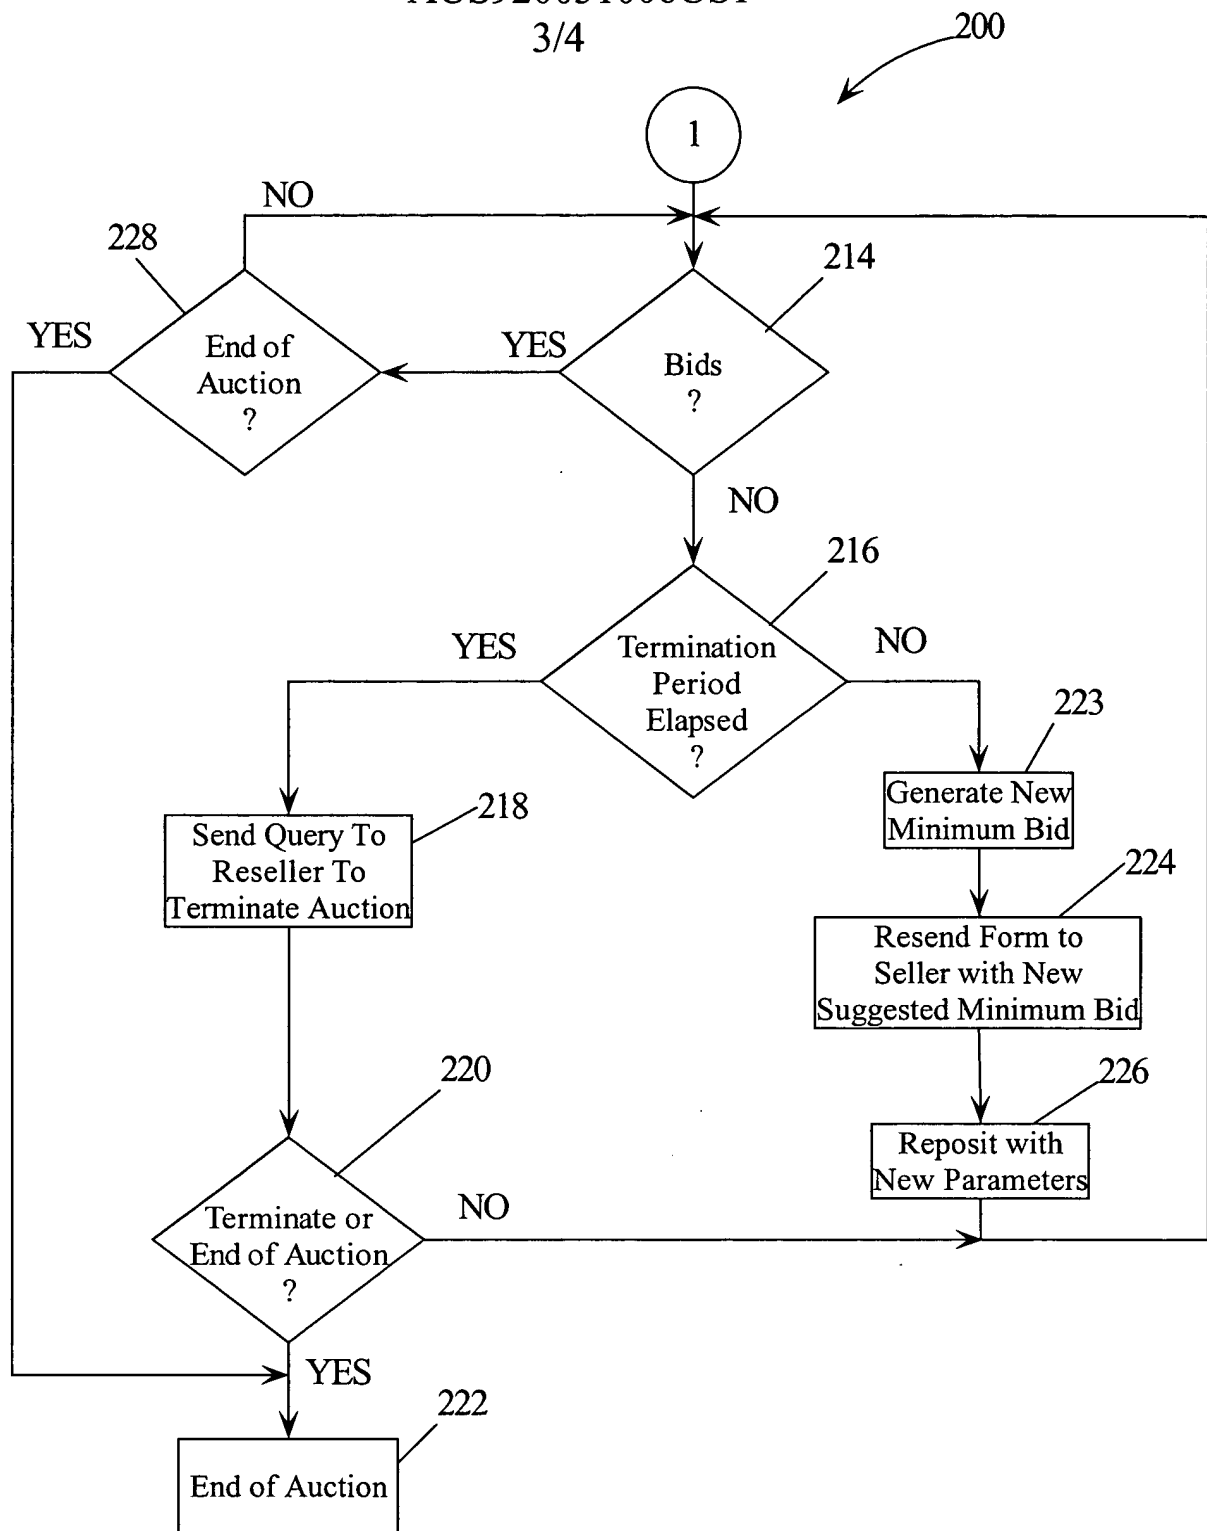 3/4
200
1
NO
228
214
YES
End of
Auction
?
YES
Bids
?
NO
216
YES
Termination
Period
Elapsed
?
NO
223
Generate New
Minimum Bid
218
Send Query To
Reseller To
Terminate Auction
224
Resend Form to
Seller with New
Suggested Minimum Bid
226
Reposit with
New Parameters
220
Terminate or
End of Auction
?
NO
YES
222
End of Auction